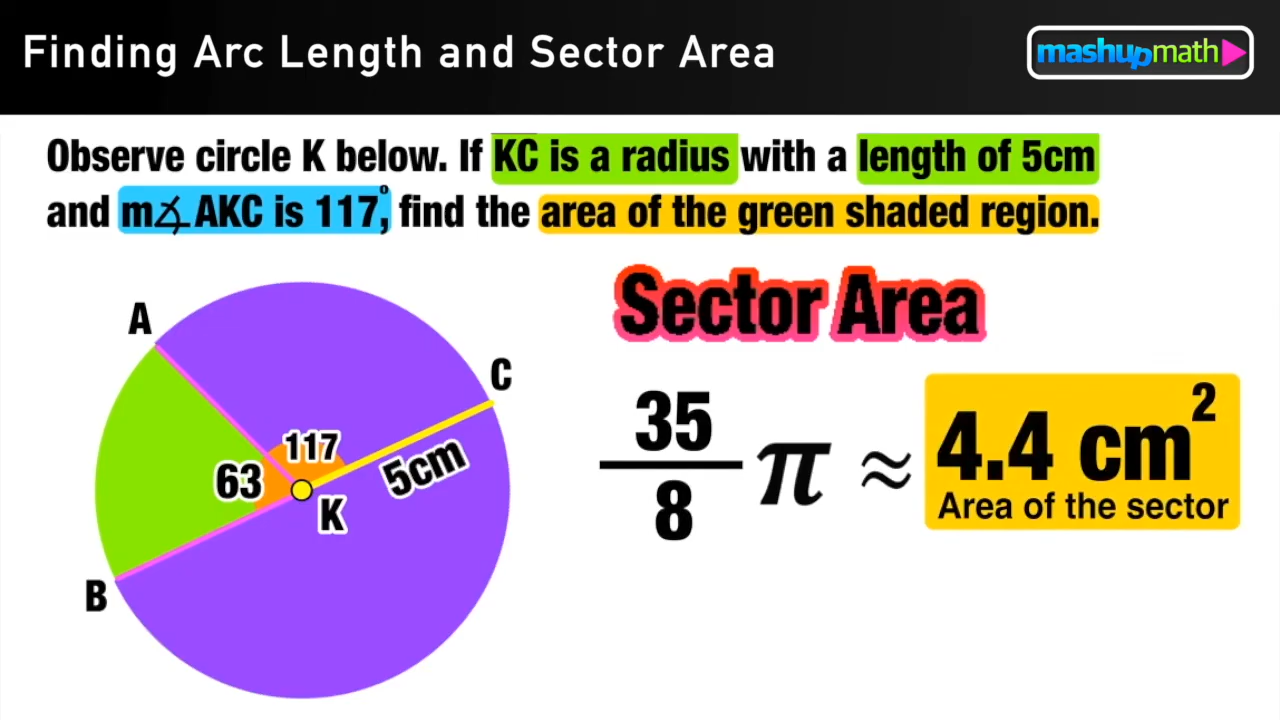 Finding Arc Length and Sector Area
mashupmath
Observe circle K below. If KC is a radius with a length of 5cm
and m∡AKC is 117°, find the area of the green shaded region.
Sector Area
A
C
117
63
5cm
K
B
35
8
π ≈ 4.4 cm²
Area of the sector